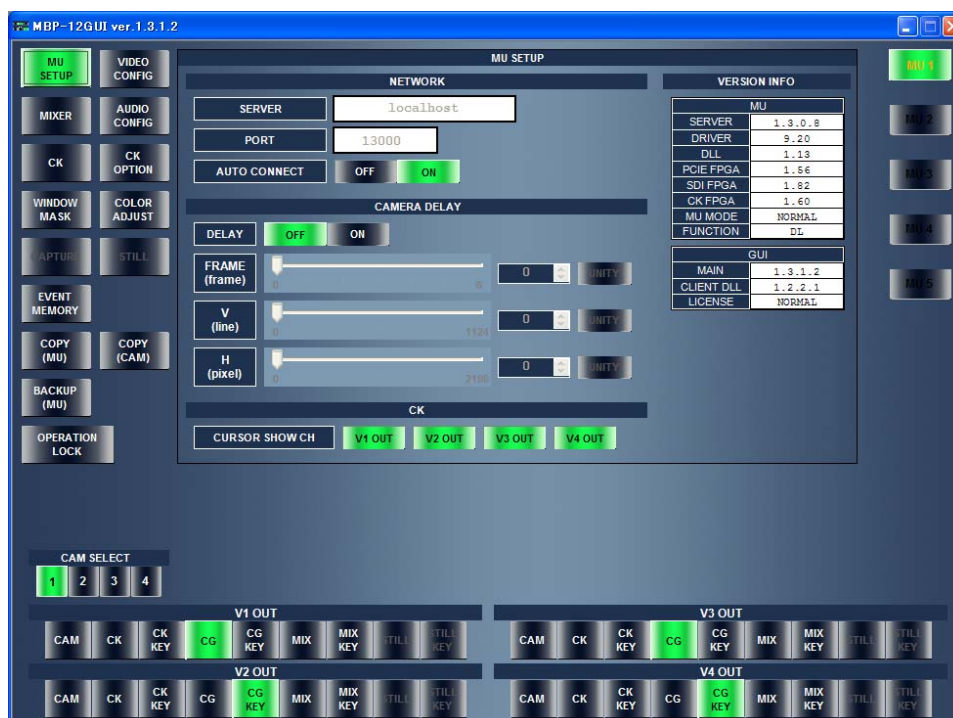 MBP-12GUI ver.1.3.1.2
MU
SETUP
VIDEO
CONFIG
MIXER
AUDIO
CONFIG
CK
CK
OPTION
WINDOW
MASK
COLOR
ADJUST
CAPTURE
STILL
EVENT
MEMORY
COPY
(MU)
COPY
(CAM)
BACKUP
(MU)
OPERATION
LOCK
MU SETUP
NETWORK
SERVER localhost
PORT 13000
AUTO CONNECT OFF ON
CAMERA DELAY
DELAY OFF ON
FRAME
(frame)
0 6 0 UNITY
V
(line)
0 1124 0 UNITY
H
(pixel)
0 2186 0 UNITY
CK
CURSOR SHOW CH V1 OUT V2 OUT V3 OUT V4 OUT
VERSION INFO
MU
SERVER 1.3.0.8
DRIVER 9.20
DLL 1.13
PCIE FPGA 1.56
SDI FPGA 1.82
CK FPGA 1.60
MU MODE NORMAL
FUNCTION DL
GUI
MAIN 1.3.1.2
CLIENT DLL 1.2.2.1
LICENSE NORMAL
MU 1
MU 2
MU 3
MU 4
MU 5
CAM SELECT
1 2 3 4
V1 OUT
CAM CK CK KEY CG CG KEY MIX MIX KEY STILL STILL KEY
V3 OUT
CAM CK CK KEY CG CG KEY MIX MIX KEY STILL STILL KEY
V2 OUT
CAM CK CK KEY CG CG KEY MIX MIX KEY STILL STILL KEY
V4 OUT
CAM CK CK KEY CG CG KEY MIX MIX KEY STILL STILL KEY